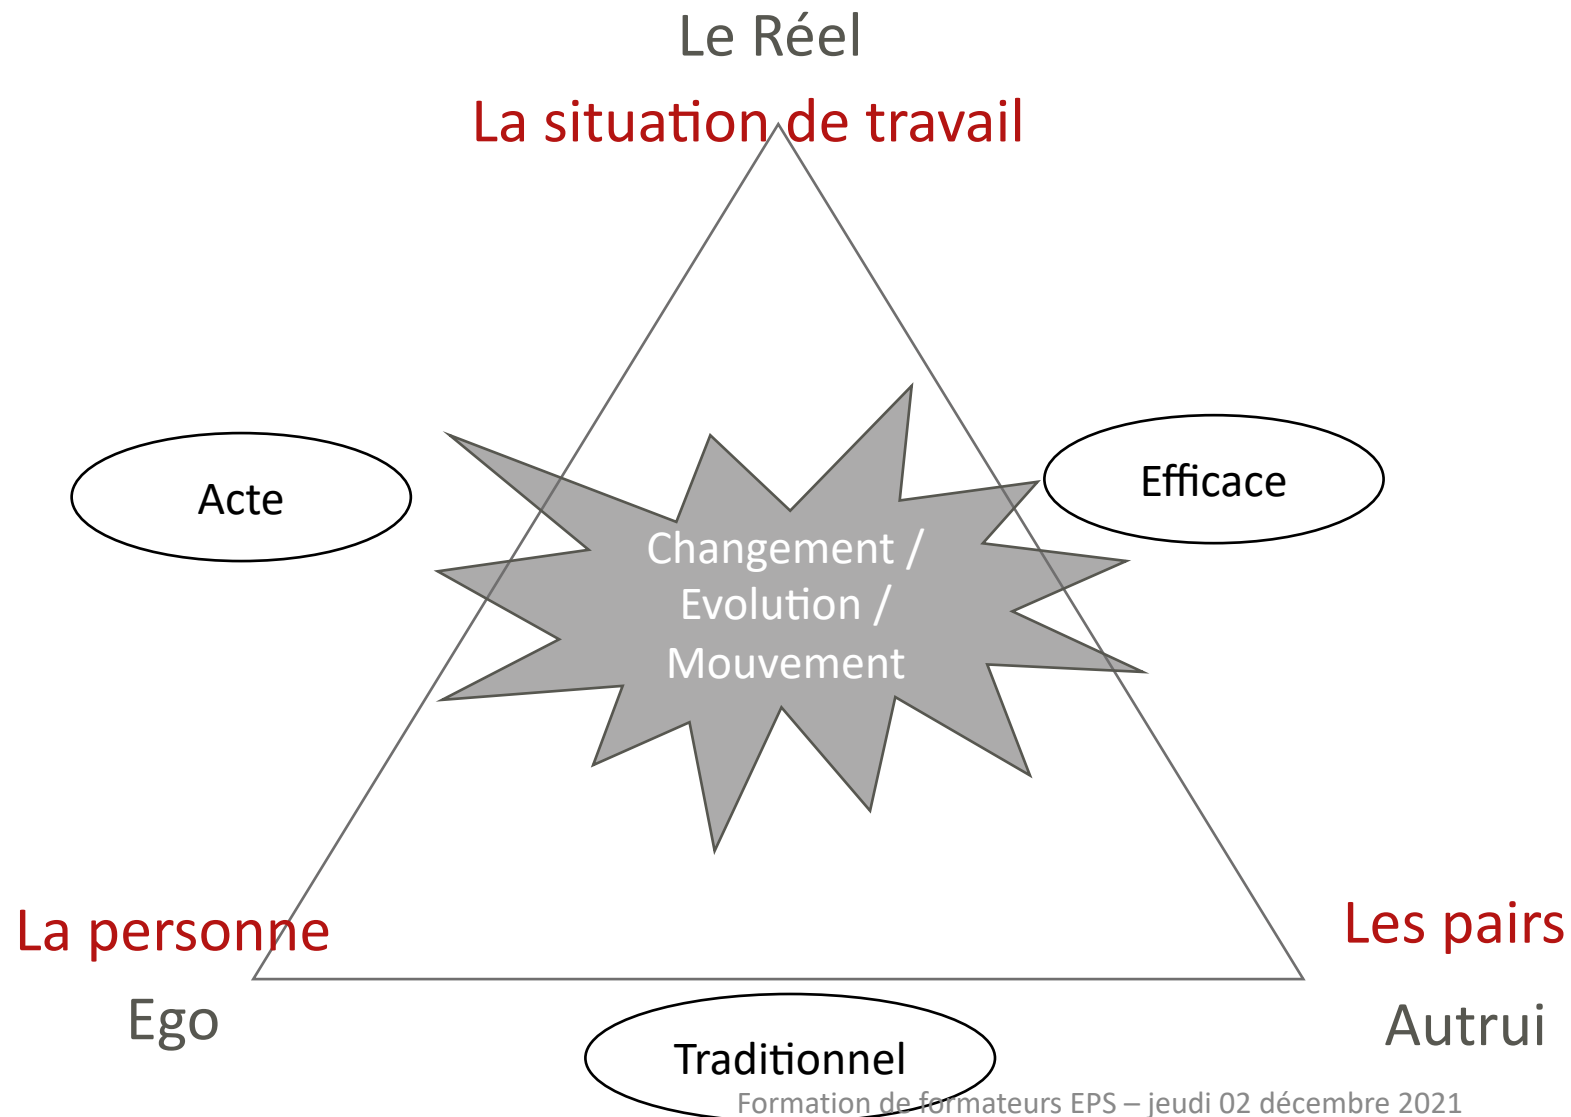 Le Réel
La situation de travail
Acte
Efficace
Changement /
Evolution /
Mouvement
La personne
Les pairs
Ego
Autrui
Traditionnel
Formation de formateurs EPS – jeudi 02 décembre 2021